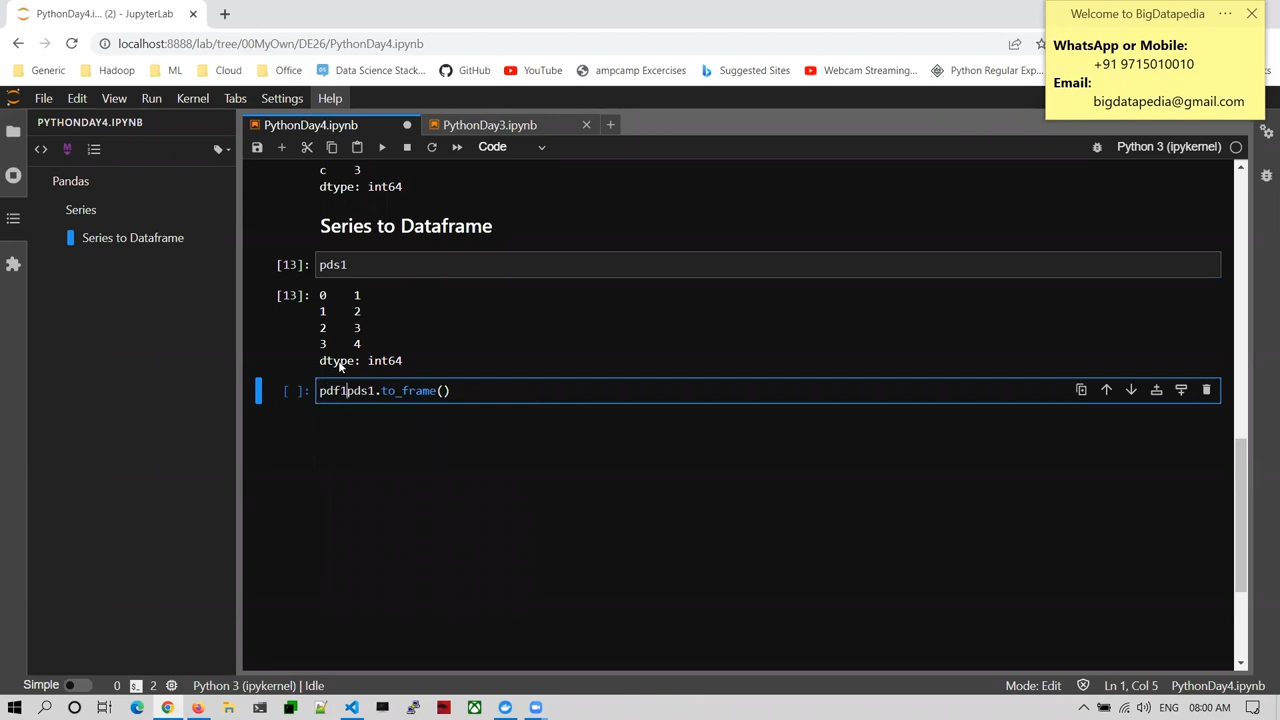 PythonDay4.i... (2) - JupyterLab
Welcome to BigDatapedia
WhatsApp or Mobile:
+91 9715010010
Email:
bigdatapedia@gmail.com
localhost:8888/lab/tree/00MyOwn/DE26/PythonDay4.ipynb
Generic Hadoop ML Cloud Office Data Science Stack... GitHub YouTube ampcamp Excercises Suggested Sites Webcam Streaming... Python Regular Exp
File Edit View Run Kernel Tabs Settings Help
PYTHONDAY4.IPYNB
PythonDay4.ipynb PythonDay3.ipynb
Code
Python 3 (ipykernel)
Pandas
Series
Series to Dataframe
c 3
dtype: int64
Series to Dataframe
[13]: pds1
[13]: 0 1
1 2
2 3
3 4
dtype: int64
[ ]: pdf1pds1.to_frame()
Simple 0 2 Python 3 (ipykernel) | Idle Mode: Edit Ln 1, Col 5 PythonDay4.ipynb
ENG 08:00 AM